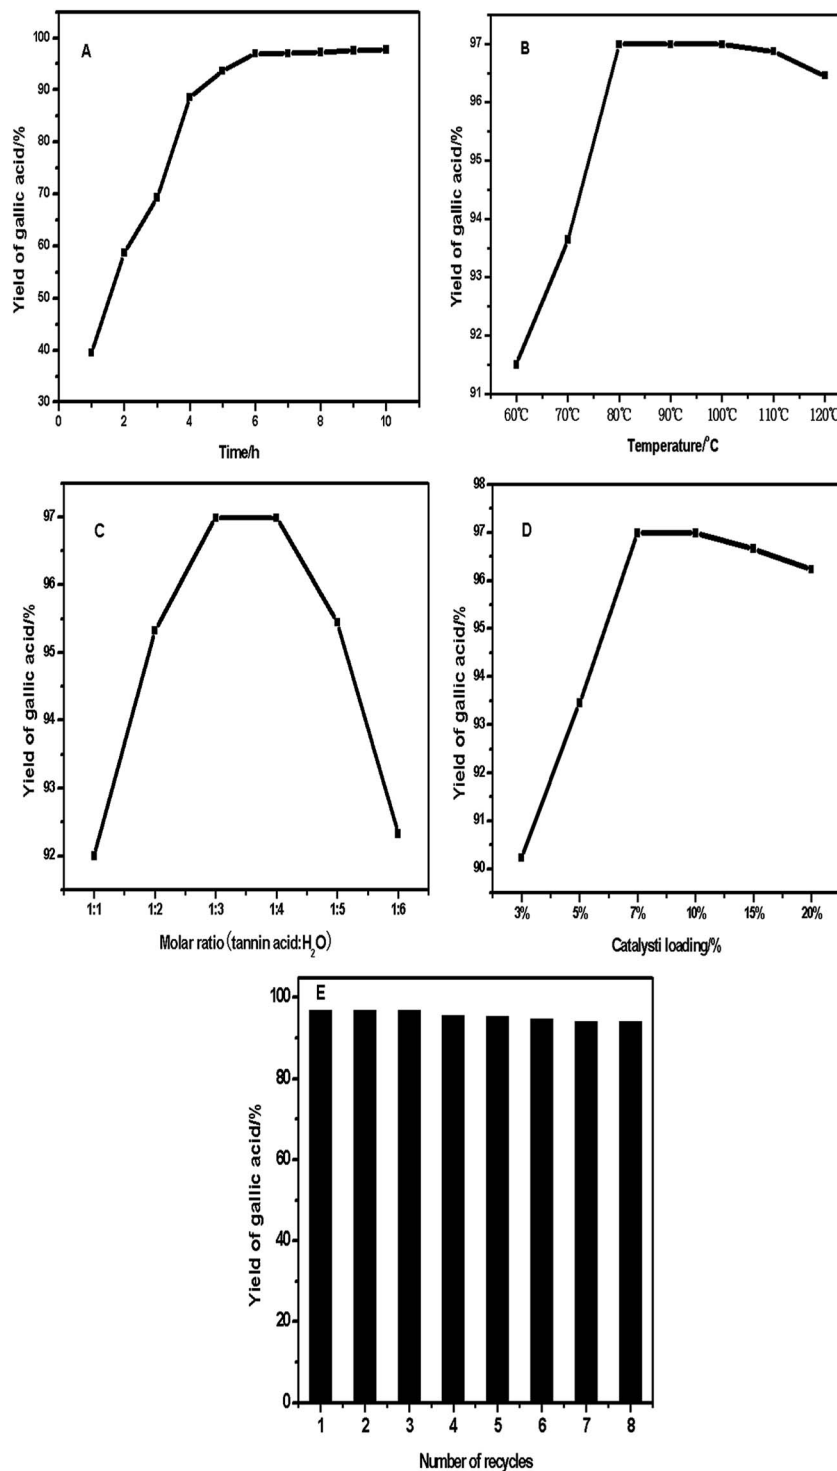 A
Yield of gallic acid/%
100
90
80
70
60
50
40
30
0 2 4 6 8 10
Time/h
B
Yield of gallic acid/%
97
96
95
94
93
92
91
60℃ 70℃ 80℃ 90℃ 100℃ 110℃ 120℃
Temperature/°C
C
Yield of gallic acid/%
97
96
95
94
93
92
1:1 1:2 1:3 1:4 1:5 1:6
Molar ratio (tannin acid:H₂O)
D
Yield of gallic acid/%
98
97
96
95
94
93
92
91
90
3% 5% 7% 10% 15% 20%
Catalysti loading/%
E
Yield of gallic acid/%
100
80
60
40
20
0
1 2 3 4 5 6 7 8
Number of recycles